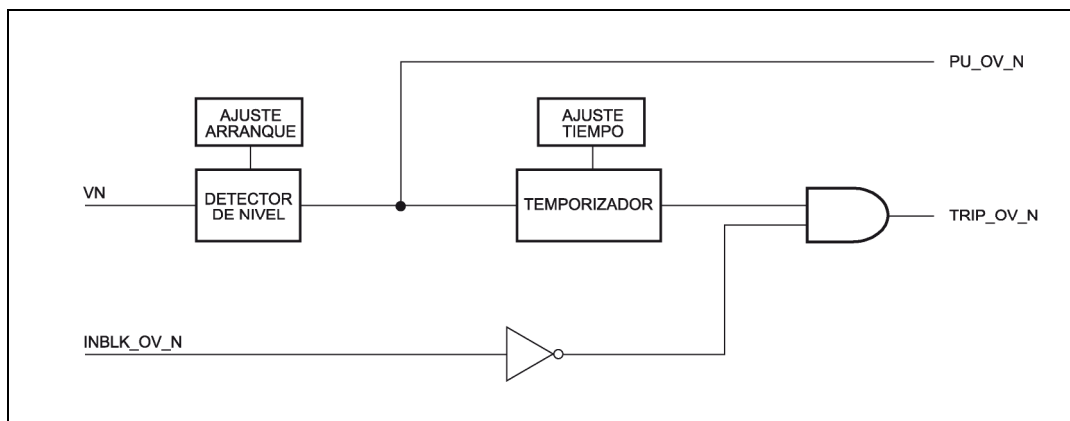 PU_OV_N
AJUSTE
ARRANQUE
AJUSTE
TIEMPO
VN
DETECTOR
DE NIVEL
TEMPORIZADOR
TRIP_OV_N
INBLK_OV_N